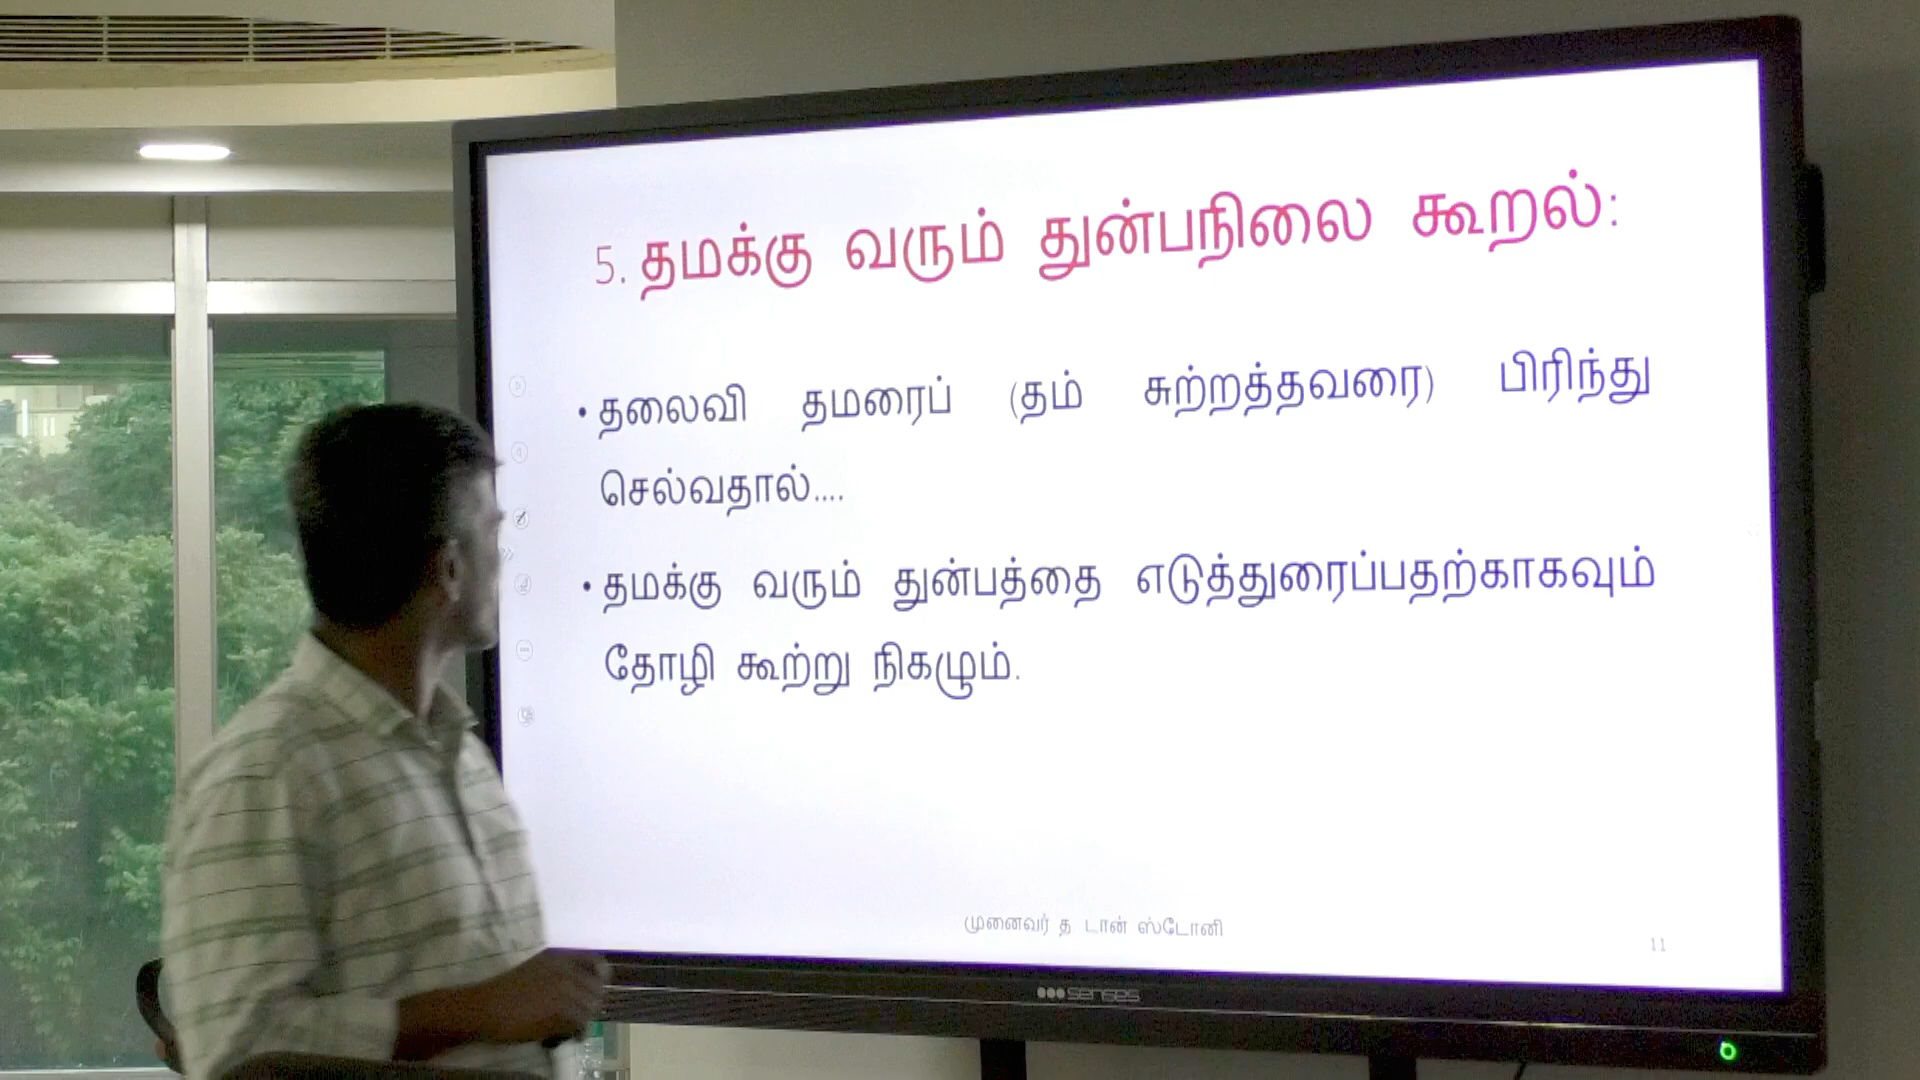 5. தமக்கு வரும் துன்பநிலை கூறல்:
• தலைவி தமரைப் (தம் சுற்றத்தவரை) பிரிந்து
செல்வதால்....
• தமக்கு வரும் துன்பத்தை எடுத்துரைப்பதற்காகவும்
தோழி கூற்று நிகழும்.
முனைவர் த டான் ஸ்டோனி
11
senses